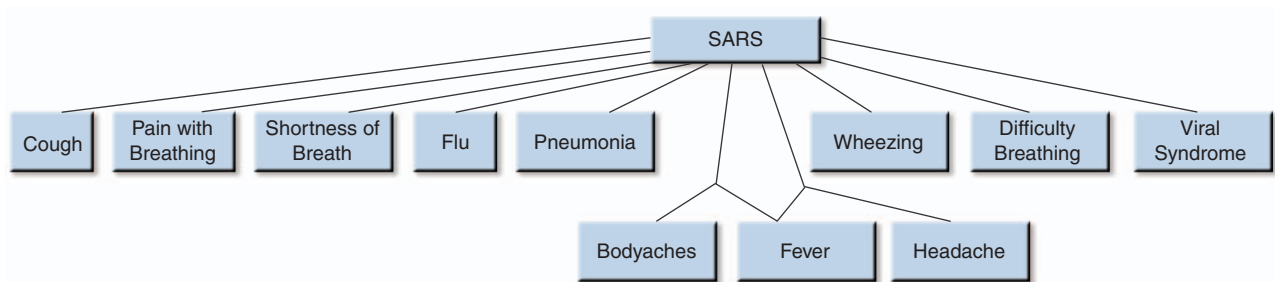 SARS
Cough
Pain with
Breathing
Shortness of
Breath
Flu
Pneumonia
Wheezing
Difficulty
Breathing
Viral
Syndrome
Bodyaches
Fever
Headache